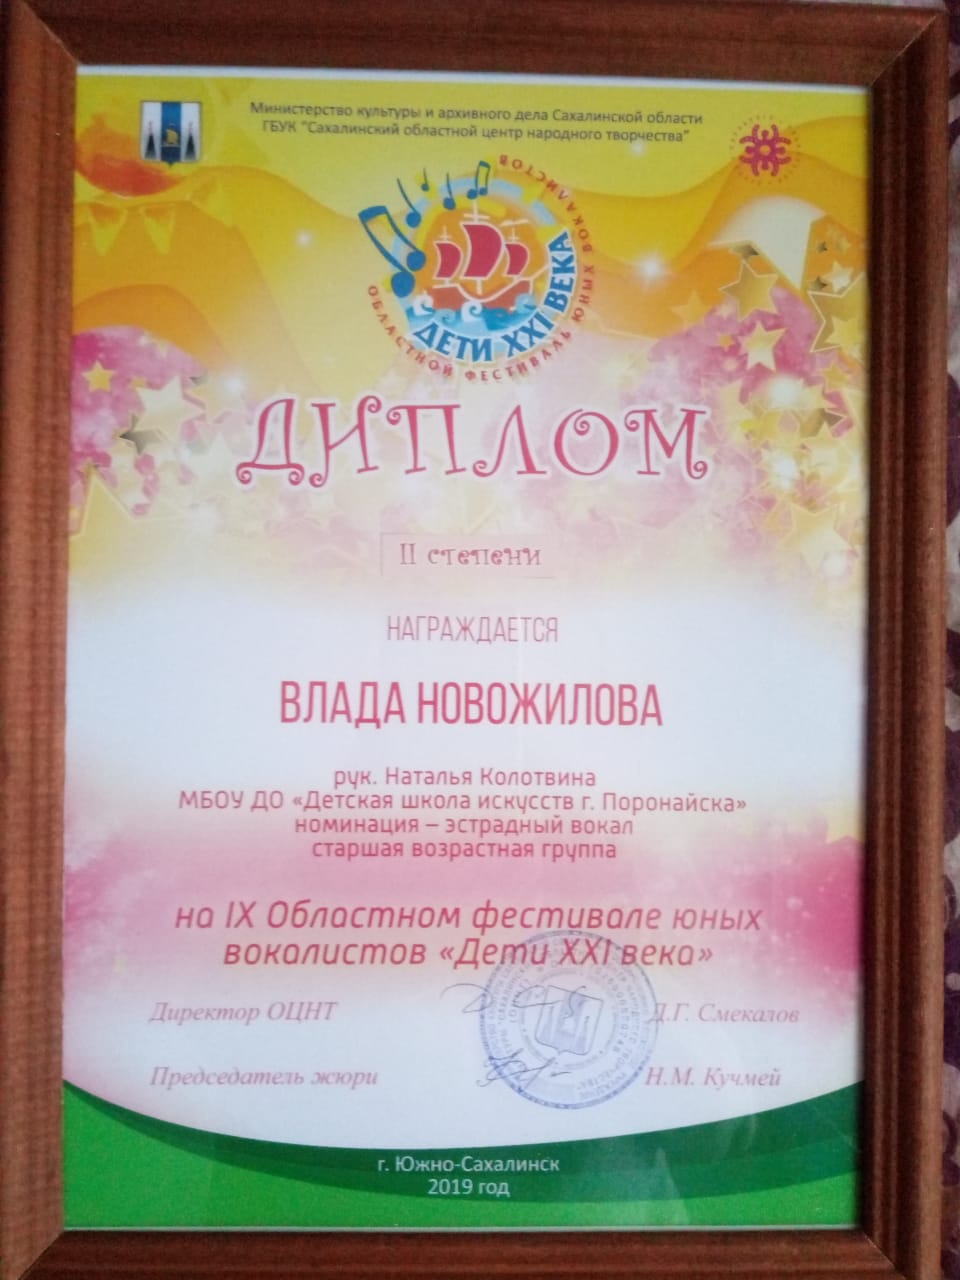 Министерство культуры и архивного дела Сахалинской области
ГБУК "Сахалинский областной центр народного творчества"
ОБЛАСТНОЙ ФЕСТИВАЛЬ ЮНЫХ ВОКАЛИСТОВ
ДЕТИ XXI ВЕКА
ДИПЛОМ
II степени
НАГРАЖДАЕТСЯ
ВЛАДА НОВОЖИЛОВА
рук. Наталья Колотвина
МБОУ ДО «Детская школа искусств г. Поронайска»
номинация – эстрадный вокал
старшая возрастная группа
на IX Областном фестивале юных
вокалистов «Дети XXI века»
Директор ОЦНТ Д.Г. Смекалов
Председатель жюри Н.М. Кучмей
г. Южно-Сахалинск
2019 год